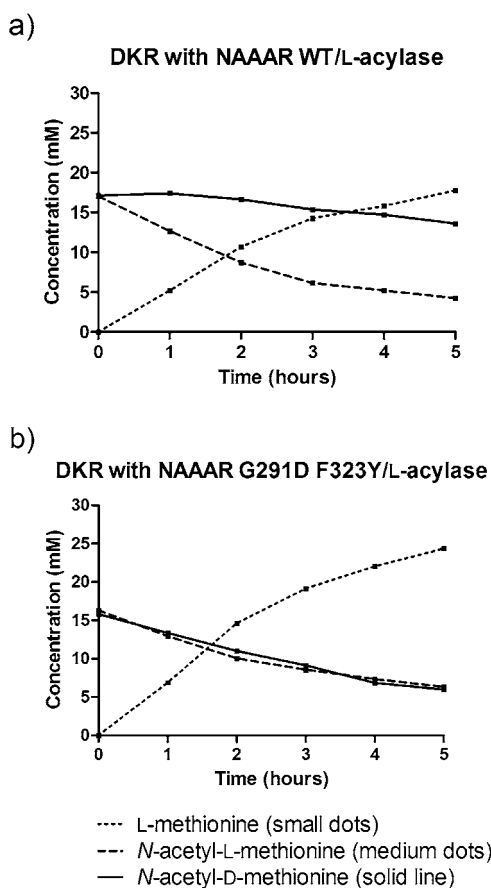 a)
DKR with NAAAR WT/L-acylase
30
25
20
15
10
5
0
Concentration (mM)
0 1 2 3 4 5
Time (hours)
b)
DKR with NAAAR G291D F323Y/L-acylase
30
25
20
15
10
5
0
Concentration (mM)
0 1 2 3 4 5
Time (hours)
L-methionine (small dots)
N-acetyl-L-methionine (medium dots)
N-acetyl-D-methionine (solid line)